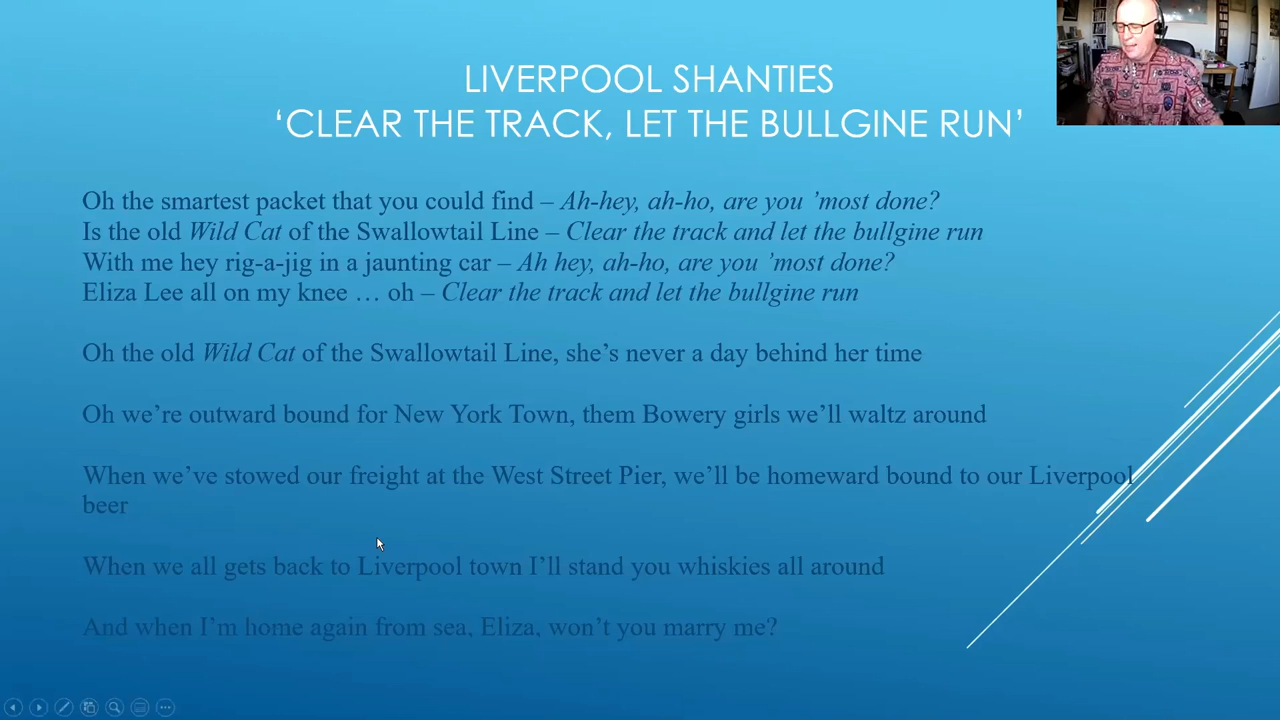 LIVERPOOL SHANTIES
‘CLEAR THE TRACK, LET THE BULLGINE RUN’
Oh the smartest packet that you could find – Ah-hey, ah-ho, are you ’most done?
Is the old Wild Cat of the Swallowtail Line – Clear the track and let the bullgine run
With me hey rig-a-jig in a jaunting car – Ah hey, ah-ho, are you ’most done?
Eliza Lee all on my knee … oh – Clear the track and let the bullgine run
Oh the old Wild Cat of the Swallowtail Line, she’s never a day behind her time
Oh we’re outward bound for New York Town, them Bowery girls we’ll waltz around
When we’ve stowed our freight at the West Street Pier, we’ll be homeward bound to our Liverpool
beer
When we all gets back to Liverpool town I’ll stand you whiskies all around
And when I’m home again from sea, Eliza, won’t you marry me?